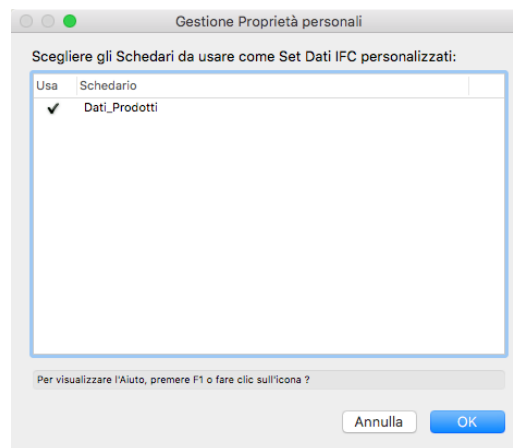 Gestione Proprietà personali
Scegliere gli Schedari da usare come Set Dati IFC personalizzati:
Usa Schedario
✔ Dati_Prodotti
Per visualizzare l'Aiuto, premere F1 o fare clic sull'icona ?
Annulla OK